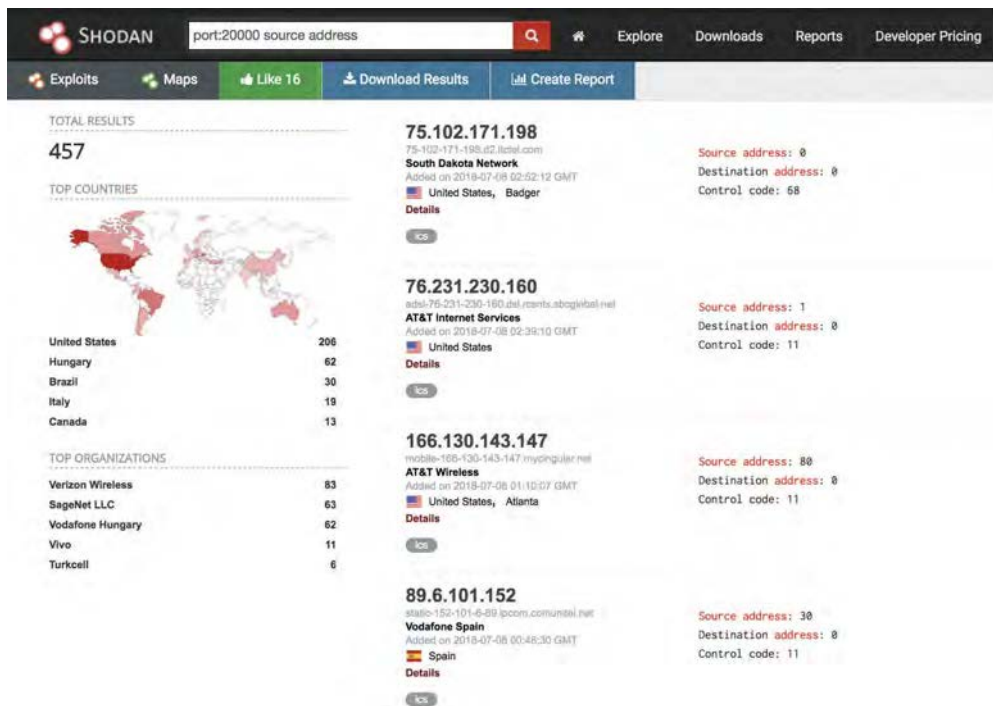 SHODAN
port:20000 source address
Explore
Downloads
Reports
Developer Pricing
Exploits
Maps
Like 16
Download Results
Create Report
TOTAL RESULTS
457
TOP COUNTRIES
United States 206
Hungary 62
Brazil 30
Italy 19
Canada 13
TOP ORGANIZATIONS
Verizon Wireless 83
SageNet LLC 63
Vodafone Hungary 62
Vivo 11
Turkcell 6
75.102.171.198
South Dakota Network
Added on 2018-07-08 02:52:12 GMT
United States, Badger
Details
ics
Source address: 0
Destination address: 0
Control code: 68
76.231.230.160
AT&T Internet Services
Added on 2018-07-08 02:39:10 GMT
United States
Details
ics
Source address: 1
Destination address: 0
Control code: 11
166.130.143.147
mobile-166-130-143-147.mycingular.net
AT&T Wireless
Added on 2018-07-08 01:10:07 GMT
United States, Atlanta
Details
ics
Source address: 80
Destination address: 0
Control code: 11
89.6.101.152
Vodafone Spain
Added on 2018-07-08 00:48:30 GMT
Spain
Details
ics
Source address: 30
Destination address: 0
Control code: 11